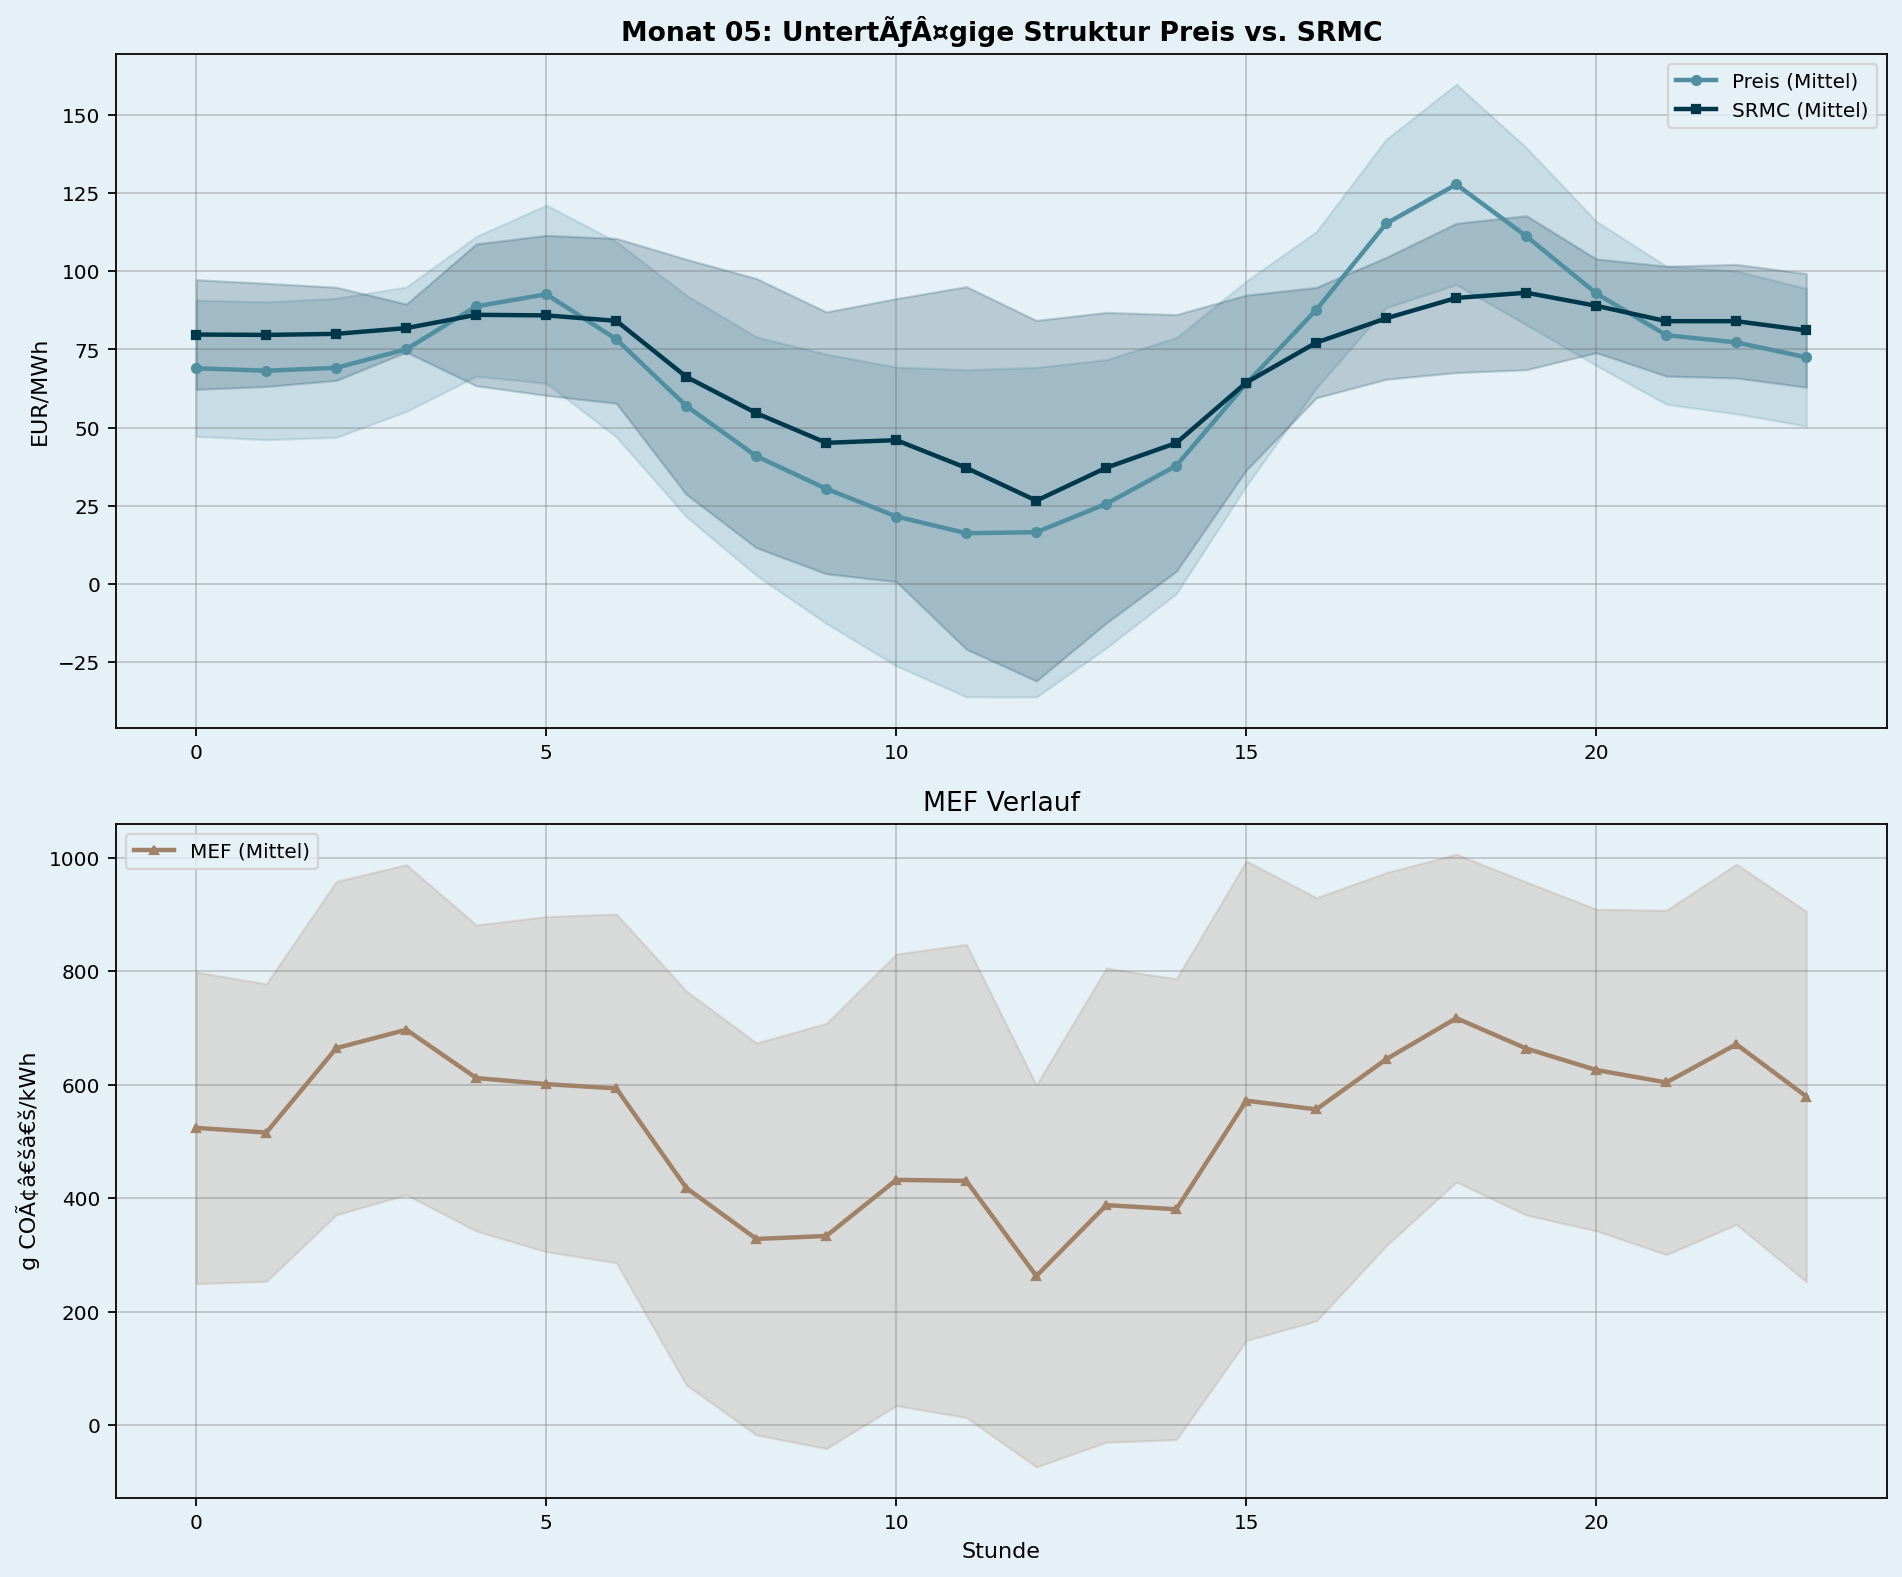 Monat 05: UntertÃƒÂ¤gige Struktur Preis vs. SRMC
Preis (Mittel)
SRMC (Mittel)
EUR/MWh
150
125
100
75
50
25
0
−25
0 5 10 15 20
MEF Verlauf
MEF (Mittel)
g COÃ¢â€šâ€š/kWh
1000
800
600
400
200
0
0 5 10 15 20
Stunde